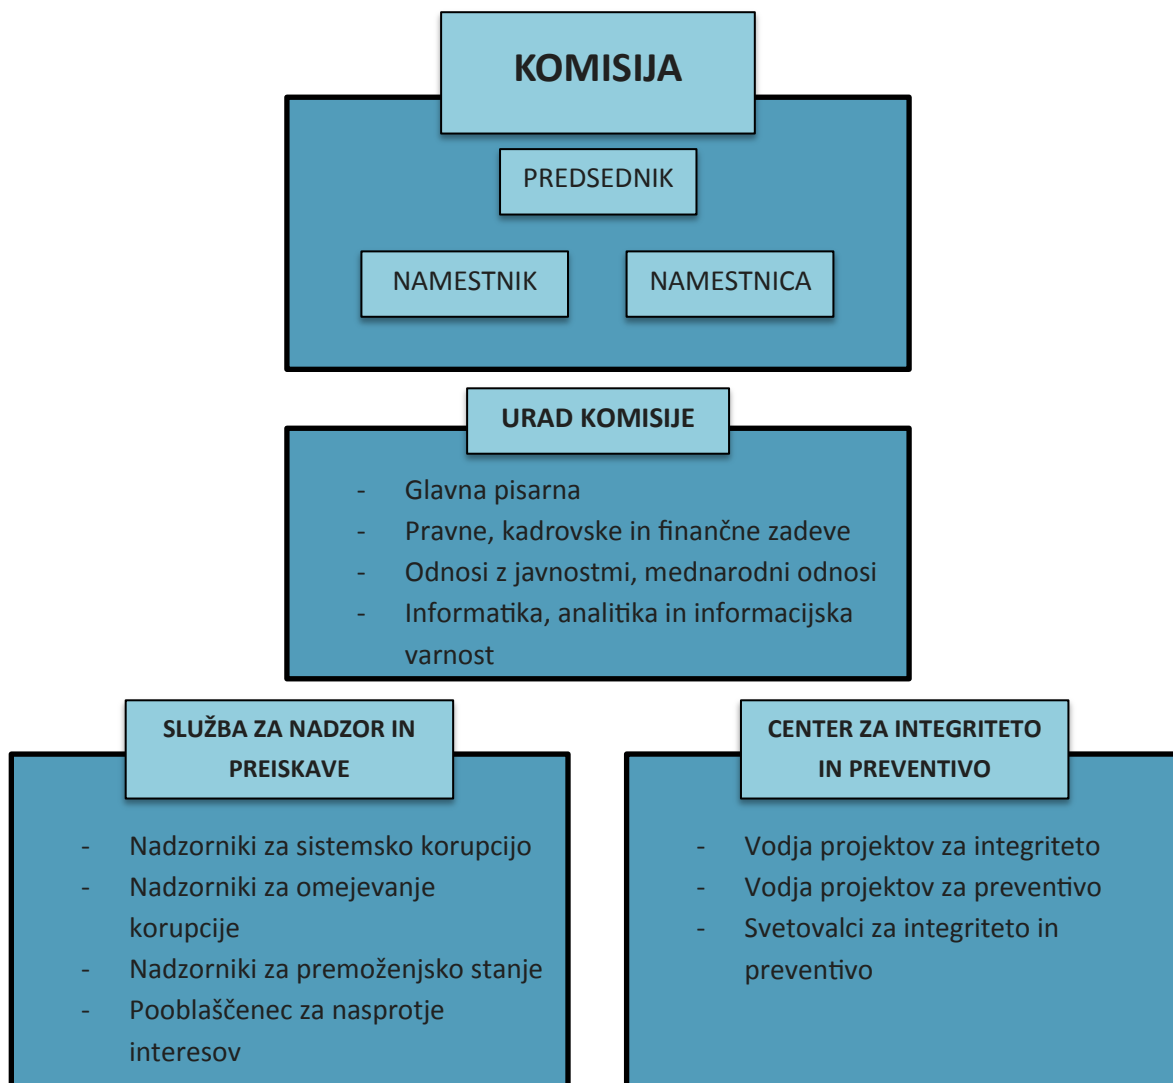 KOMISIJA
PREDSEDNIK
NAMESTNIK
NAMESTNICA
URAD KOMISIJE
- Glavna pisarna
- Pravne, kadrovske in finančne zadeve
- Odnosi z javnostmi, mednarodni odnosi
- Informatika, analitika in informacijska
varnost
SLUŽBA ZA NADZOR IN
PREISKAVE
- Nadzorniki za sistemsko korupcijo
- Nadzorniki za omejevanje
korupcije
- Nadzorniki za premoženjsko stanje
- Pooblaščenec za nasprotje
interesov
CENTER ZA INTEGRITETO
IN PREVENTIVO
- Vodja projektov za integriteto
- Vodja projektov za preventivo
- Svetovalci za integriteto in
preventivo